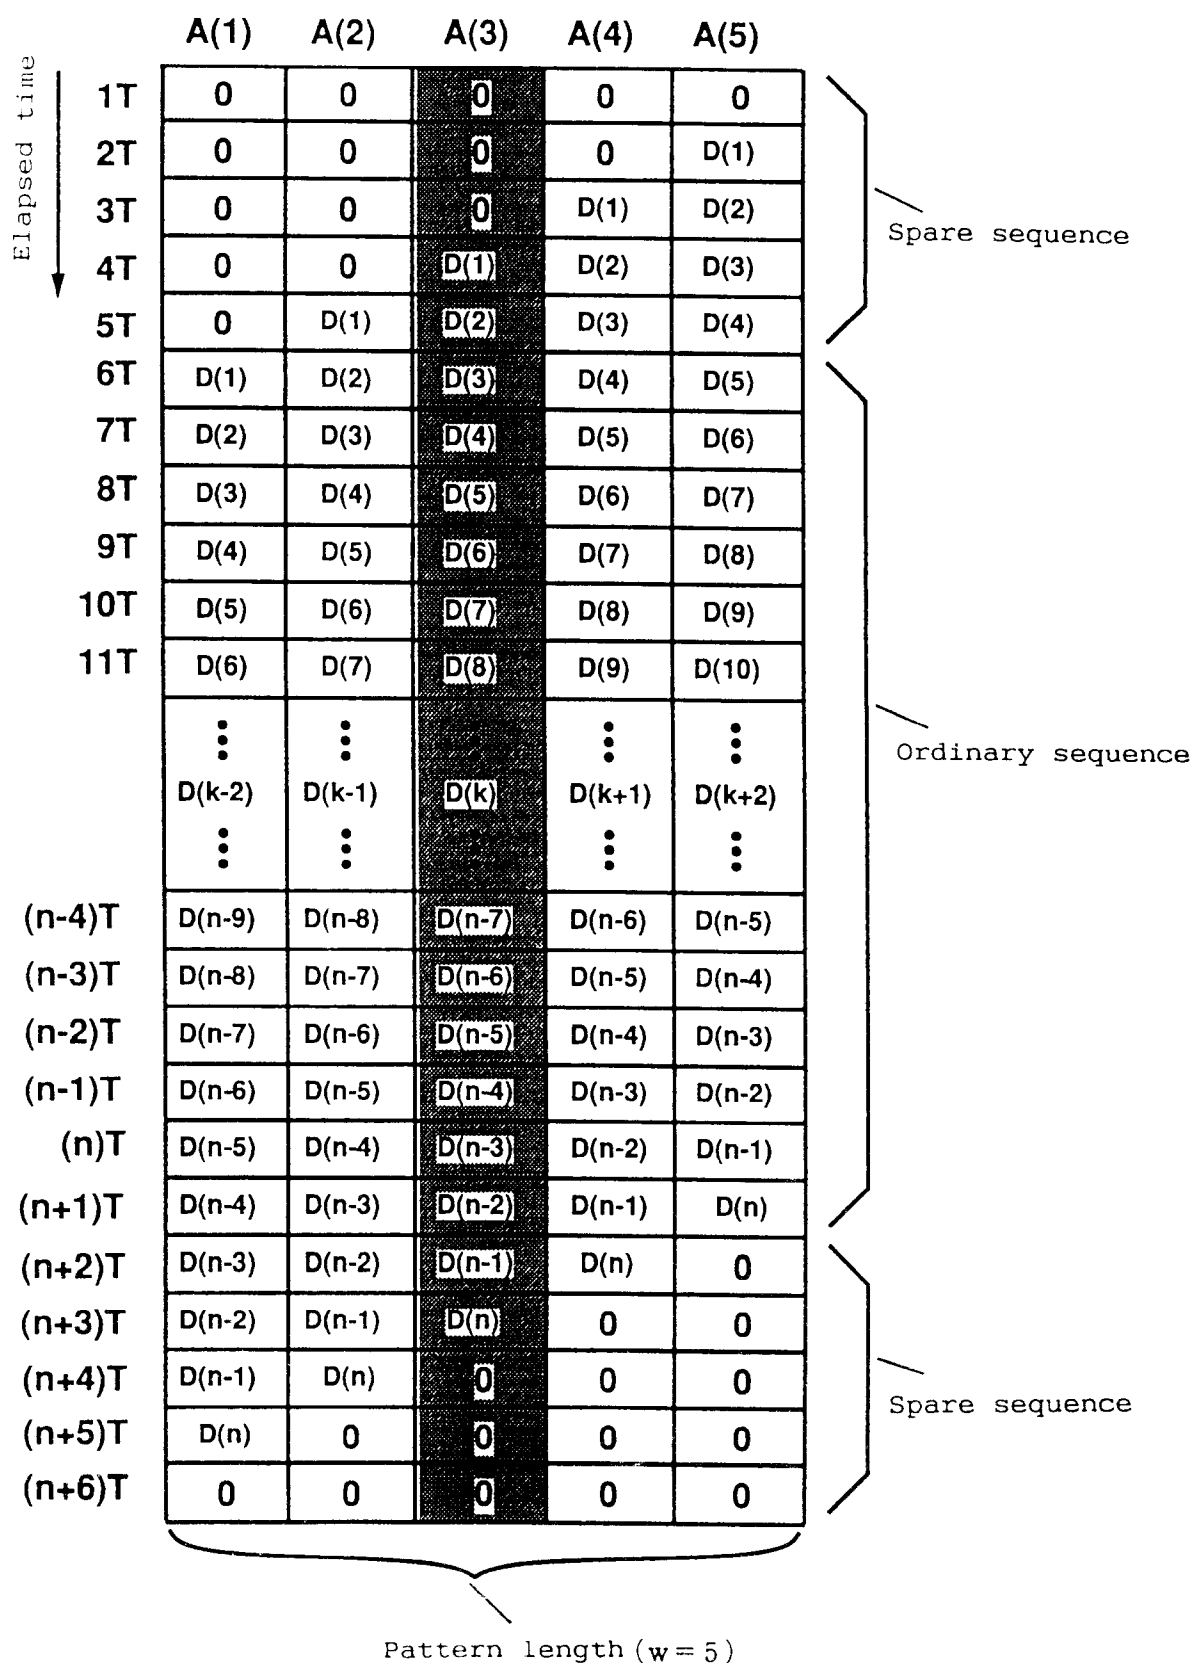 A(1) A(2) A(3) A(4) A(5)
Elapsed time
1T 0 0 0 0 0
2T 0 0 0 0 D(1)
3T 0 0 0 D(1) D(2)
Spare sequence
4T 0 0 D(1) D(2) D(3)
5T 0 D(1) D(2) D(3) D(4)
6T D(1) D(2) D(3) D(4) D(5)
7T D(2) D(3) D(4) D(5) D(6)
8T D(3) D(4) D(5) D(6) D(7)
9T D(4) D(5) D(6) D(7) D(8)
10T D(5) D(6) D(7) D(8) D(9)
11T D(6) D(7) D(8) D(9) D(10)
Ordinary sequence
D(k-2) D(k-1) D(k) D(k+1) D(k+2)
(n-4)T D(n-9) D(n-8) D(n-7) D(n-6) D(n-5)
(n-3)T D(n-8) D(n-7) D(n-6) D(n-5) D(n-4)
(n-2)T D(n-7) D(n-6) D(n-5) D(n-4) D(n-3)
(n-1)T D(n-6) D(n-5) D(n-4) D(n-3) D(n-2)
(n)T D(n-5) D(n-4) D(n-3) D(n-2) D(n-1)
(n+1)T D(n-4) D(n-3) D(n-2) D(n-1) D(n)
(n+2)T D(n-3) D(n-2) D(n-1) D(n) 0
(n+3)T D(n-2) D(n-1) D(n) 0 0
(n+4)T D(n-1) D(n) 0 0 0
Spare sequence
(n+5)T D(n) 0 0 0 0
(n+6)T 0 0 0 0 0
Pattern length (w = 5)